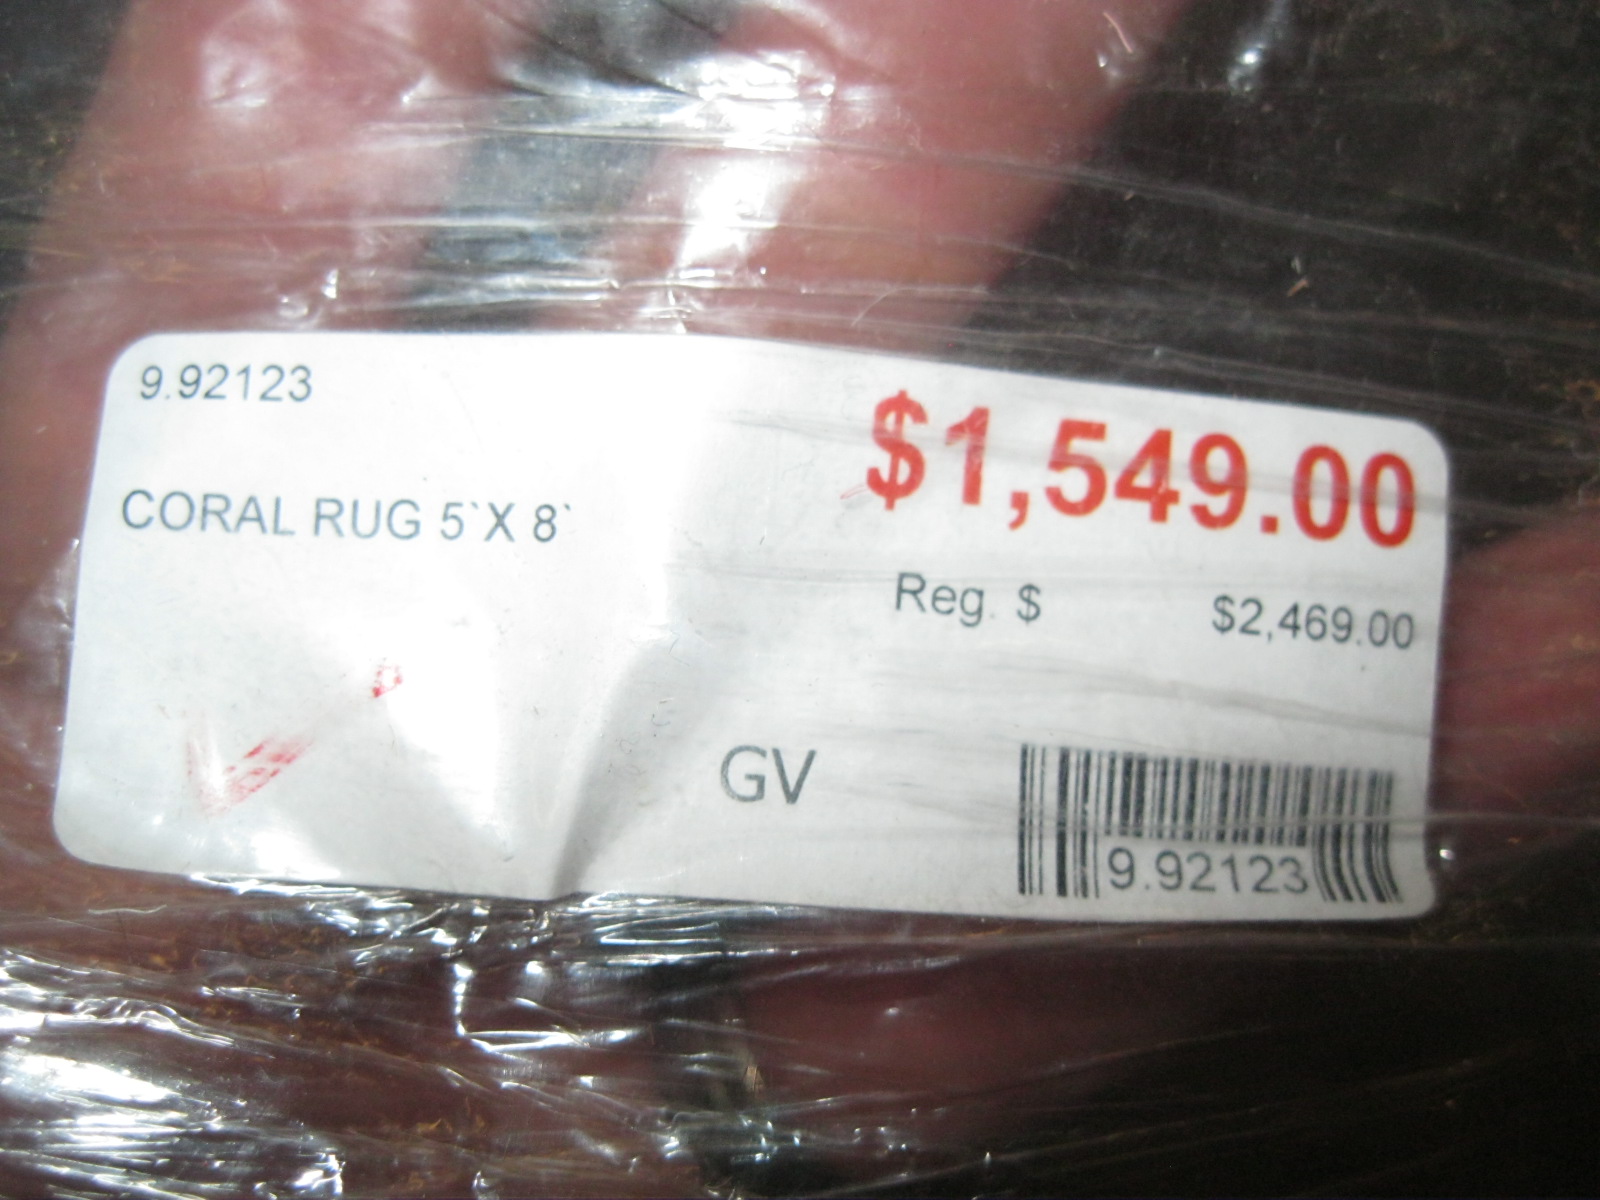 9.92123
$1,549.00
CORAL RUG 5`X 8`
Reg. $ $2,469.00
GV
9.92123